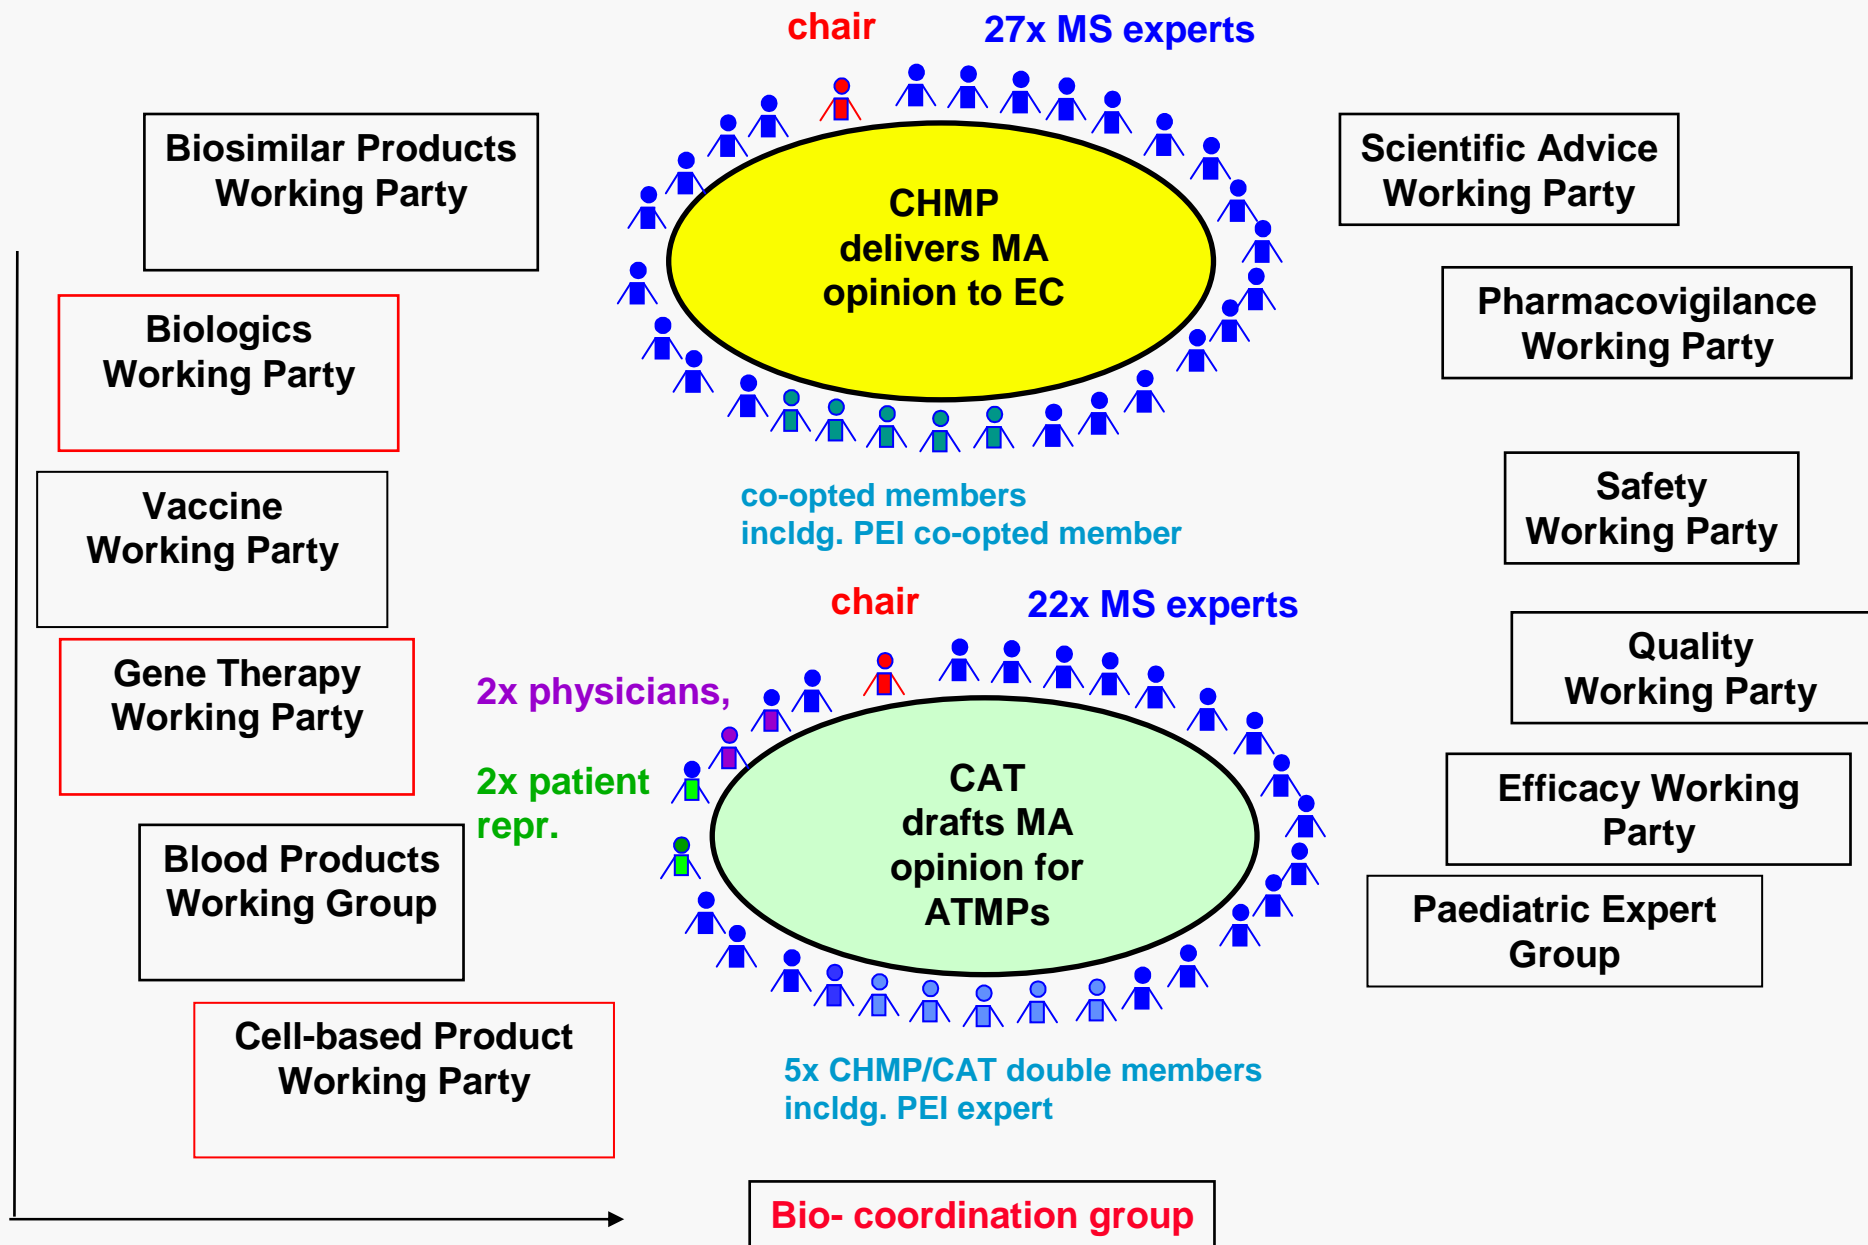 chair
27x MS experts
Biosimilar Products
Working Party
CHMP
delivers MA
opinion to EC
Scientific Advice
Working Party
Biologics
Working Party
Pharmacovigilance
Working Party
Vaccine
Working Party
co-opted members
incldg. PEI co-opted member
Safety
Working Party
chair
22x MS experts
Gene Therapy
Working Party
2x physicians,
2x patient
repr.
Quality
Working Party
CAT
drafts MA
opinion for
ATMPs
Efficacy Working
Party
Blood Products
Working Group
Paediatric Expert
Group
Cell-based Product
Working Party
5x CHMP/CAT double members
incldg. PEI expert
Bio- coordination group